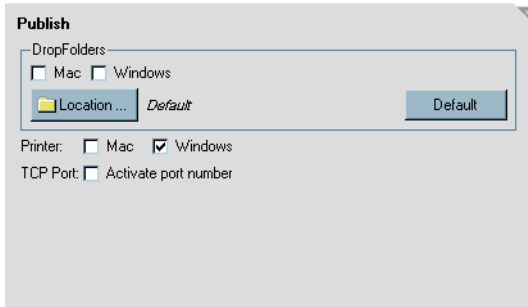 Publish
DropFolders
Mac Windows
Location ... Default Default
Printer: Mac Windows
TCP Port: Activate port number